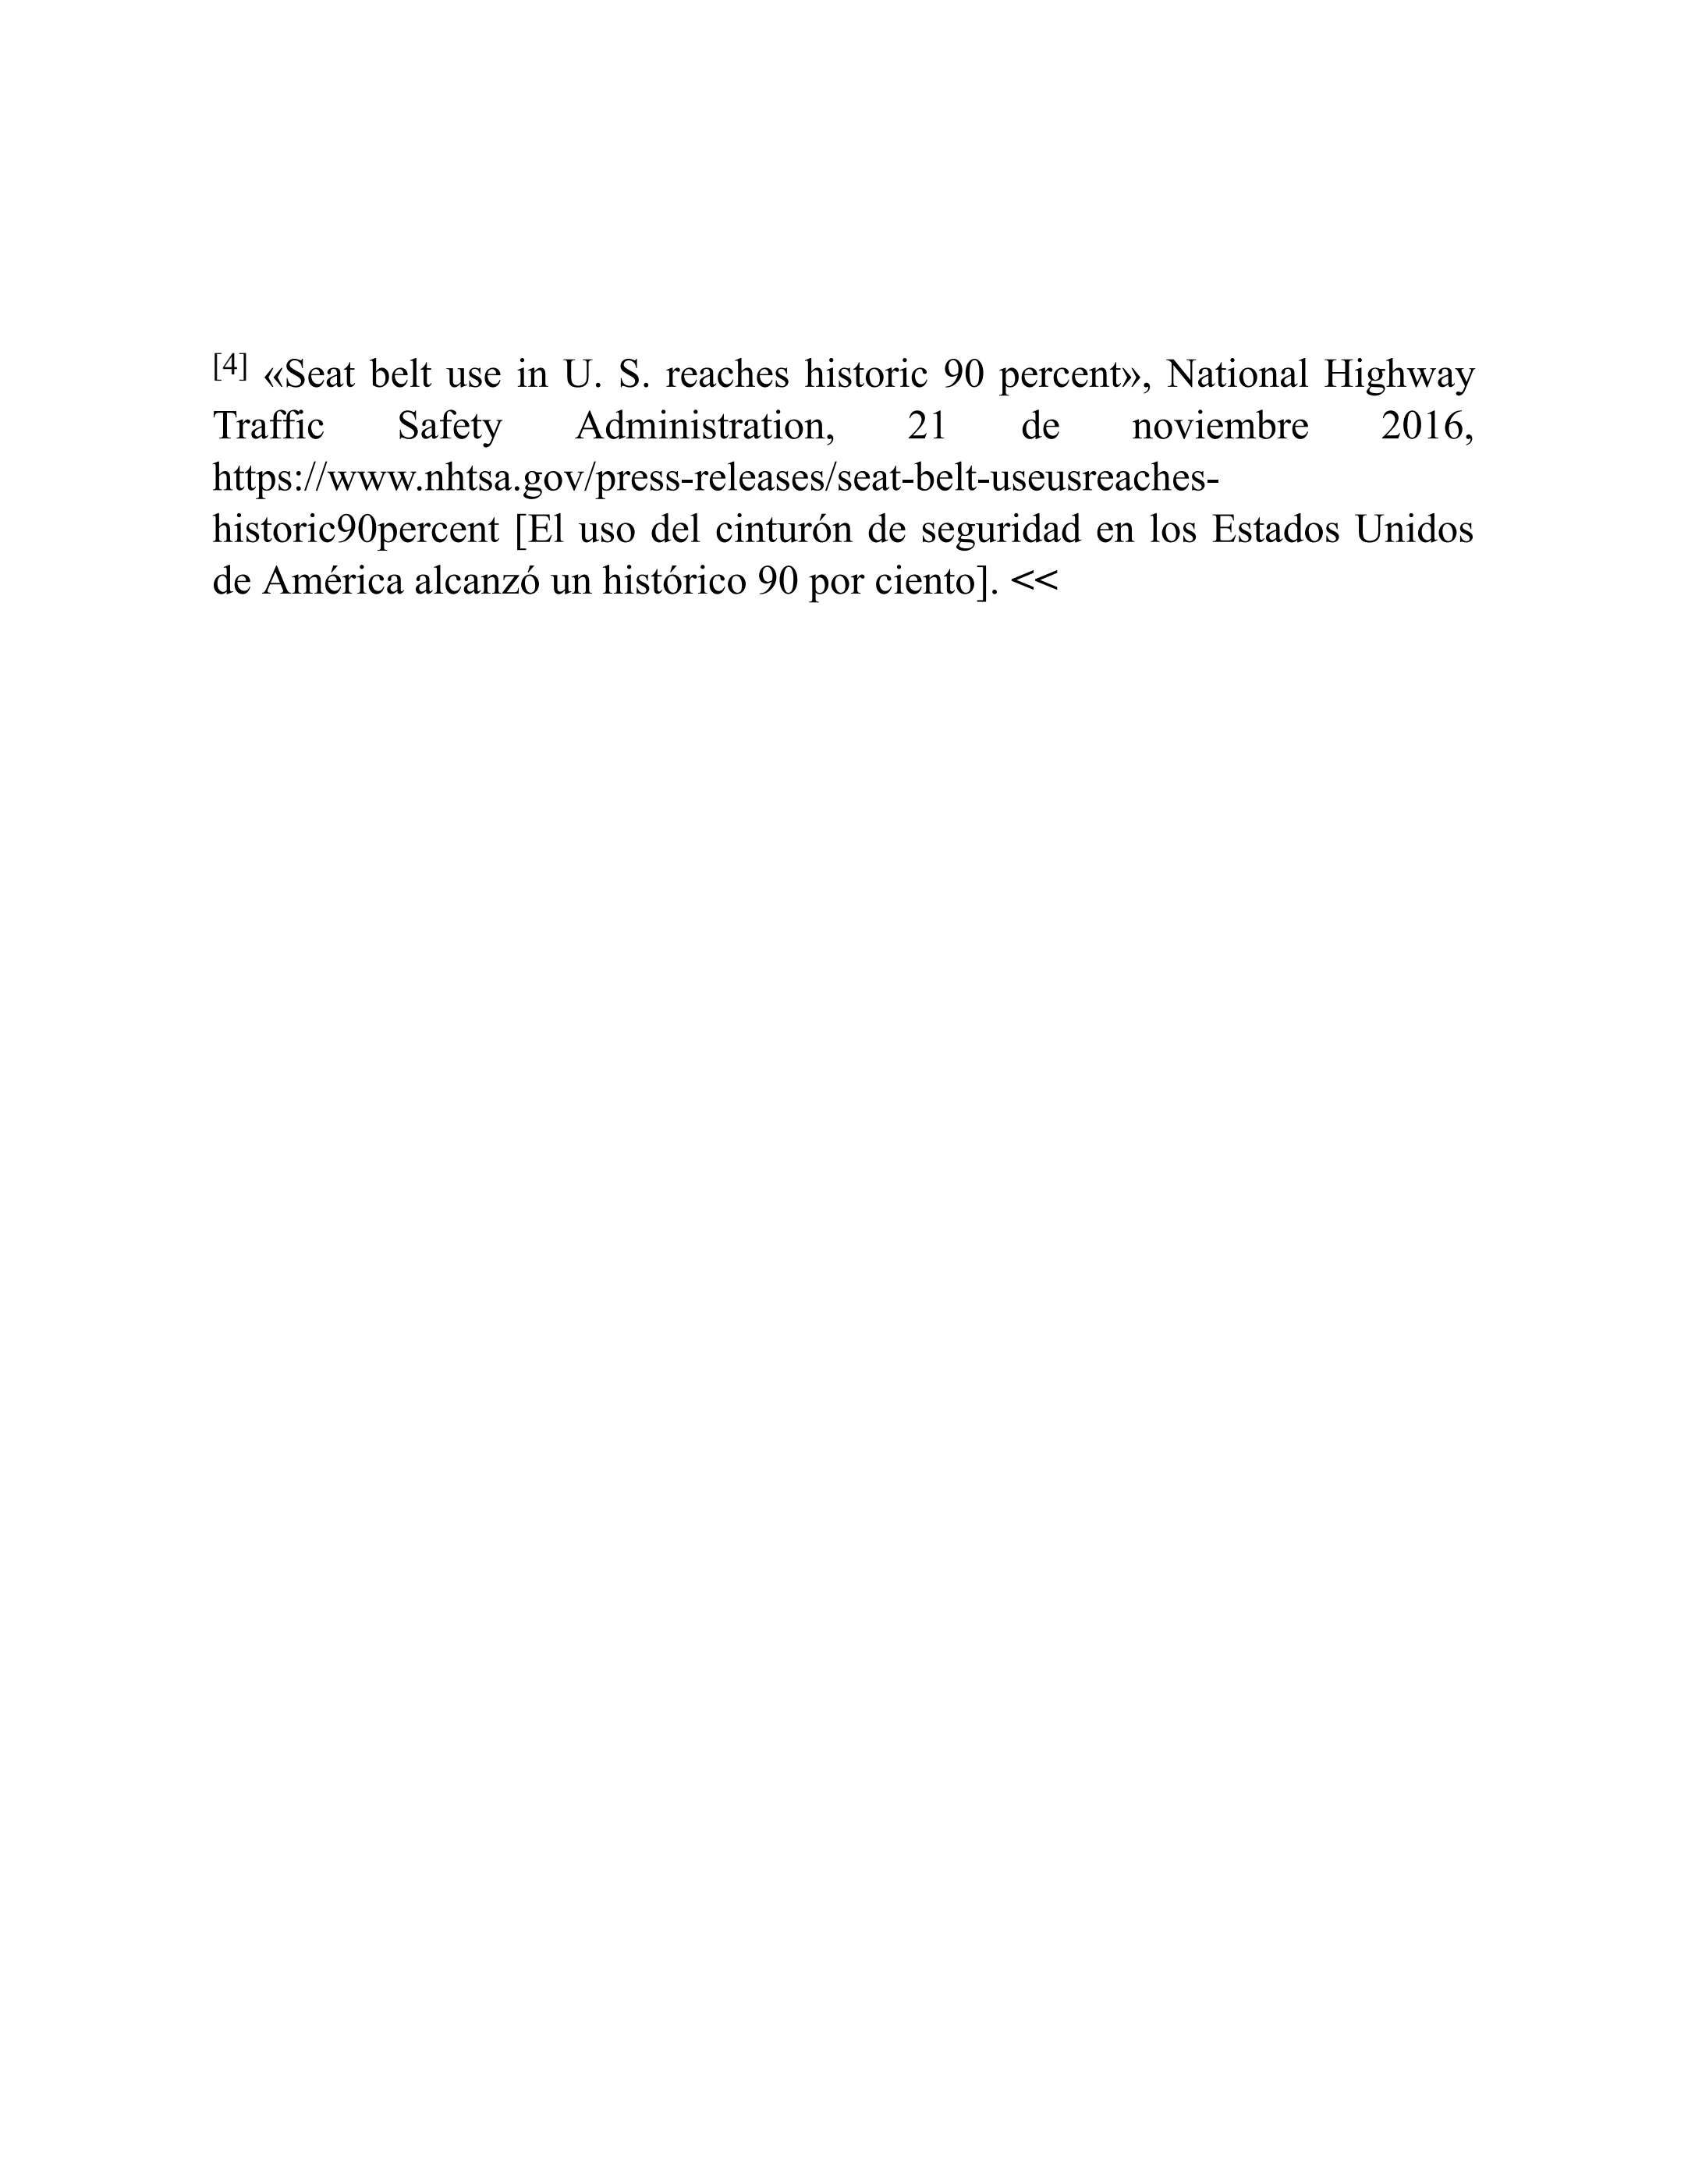 [4] «Seat belt use in U. S. reaches historic 90 percent», National Highway
Traffic Safety Administration, 21 de noviembre 2016,
https://www.nhtsa.gov/press-releases/seat-belt-useusreaches-
historic90percent [El uso del cinturón de seguridad en los Estados Unidos
de América alcanzó un histórico 90 por ciento]. <<